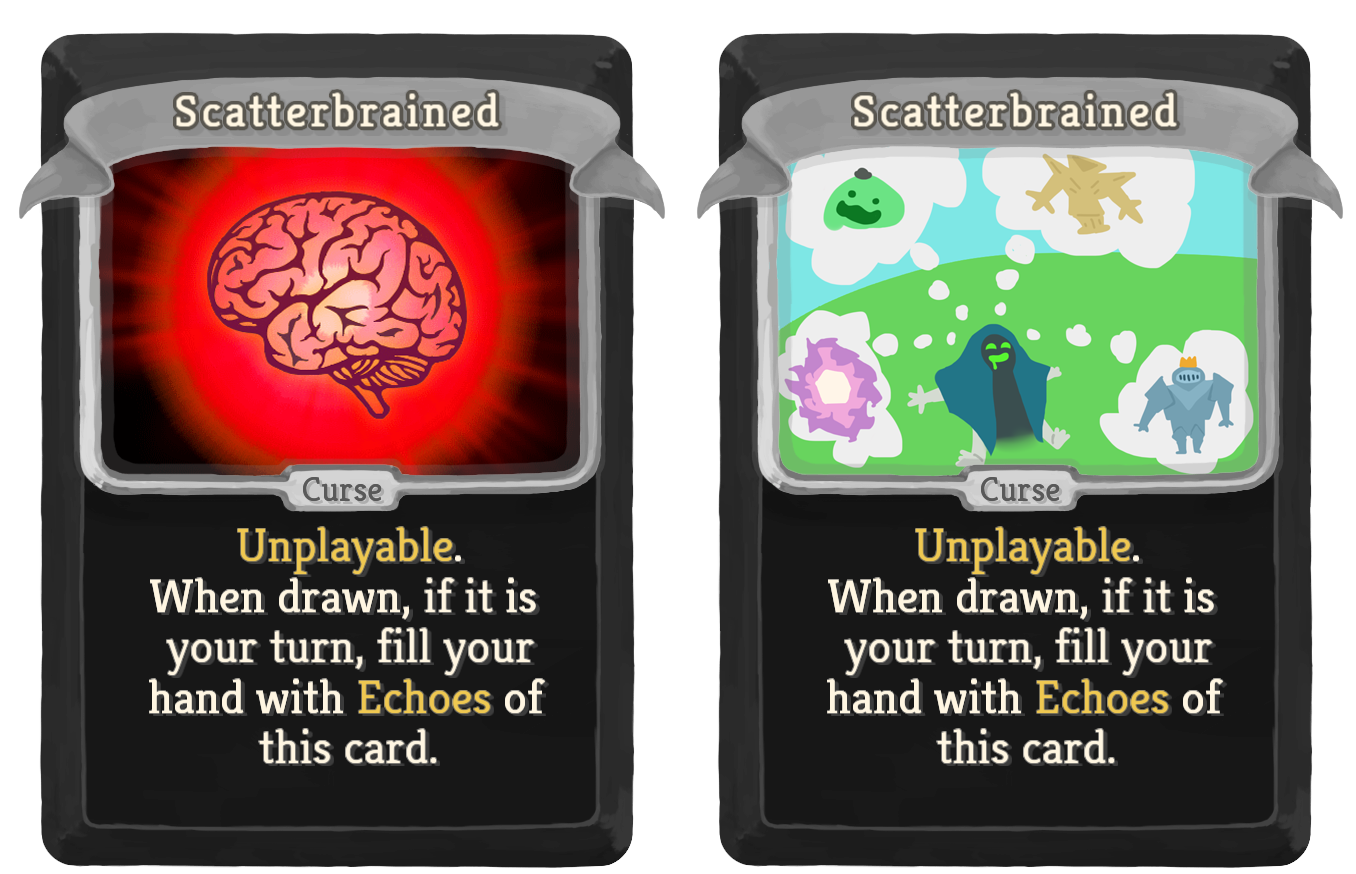 Scatterbrained
Curse
Unplayable.
When drawn, if it is
your turn, fill your
hand with Echoes of
this card.
Scatterbrained
Curse
Unplayable.
When drawn, if it is
your turn, fill your
hand with Echoes of
this card.